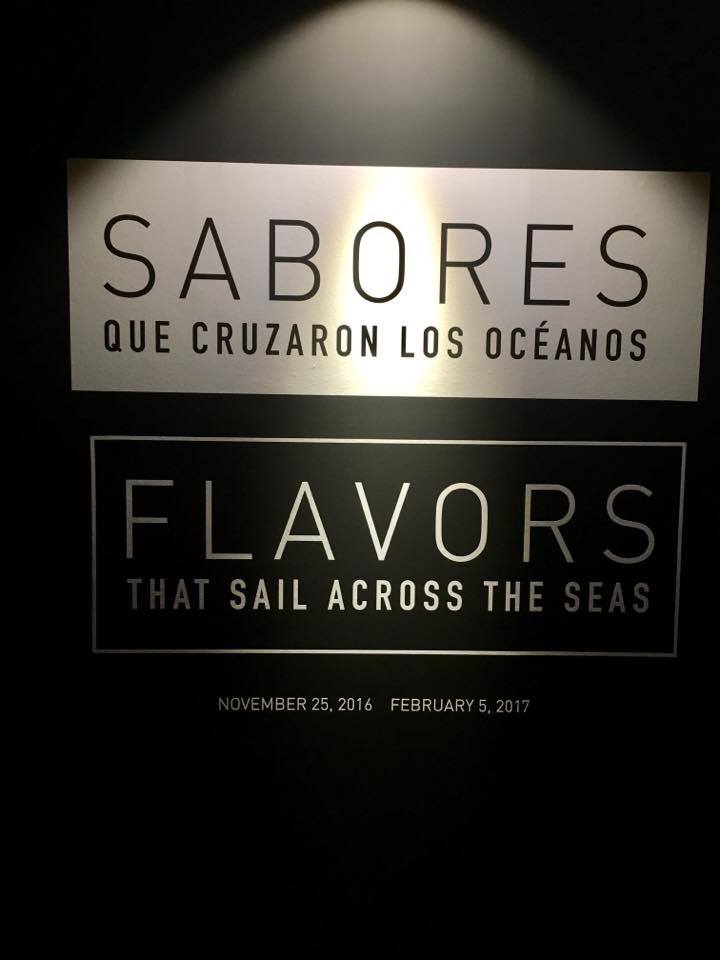 SABORES
QUE CRUZARON LOS OCÉANOS
FLAVORS
THAT SAIL ACROSS THE SEAS
NOVEMBER 25, 2016 FEBRUARY 5, 2017